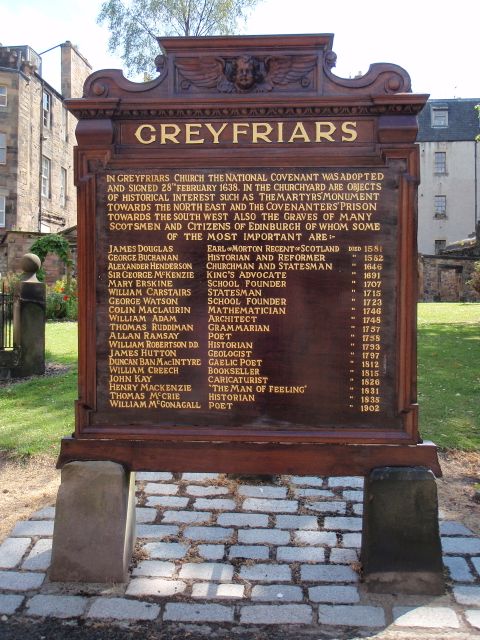 GREYFRIARS
IN GREYFRIARS CHURCH THE NATIONAL COVENANT WAS ADOPTED
AND SIGNED 28TH FEBRUARY 1638. IN THE CHURCHYARD ARE OBJECTS
OF HISTORICAL INTEREST SUCH AS THE MARTYRS' MONUMENT
TOWARDS THE NORTH EAST AND THE COVENANTERS' PRISON
TOWARDS THE SOUTH WEST ALSO THE GRAVES OF MANY
SCOTSMEN AND CITIZENS OF EDINBURGH OF WHOM SOME
OF THE MOST IMPORTANT ARE :-
JAMES DOUGLAS EARL OF MORTON REGENT OF SCOTLAND DIED 1581
GEORGE BUCHANAN HISTORIAN AND REFORMER " 1582
ALEXANDER HENDERSON CHURCHMAN AND STATESMAN " 1646
SIR GEORGE MCKENZIE KING'S ADVOCATE " 1691
MARY ERSKINE SCHOOL FOUNDER " 1707
WILLIAM CARSTAIRS STATESMAN " 1715
GEORGE WATSON SCHOOL FOUNDER " 1723
COLIN MACLAURIN MATHEMATICIAN " 1746
WILLIAM ADAM ARCHITECT " 1748
THOMAS RUDDIMAN GRAMMARIAN " 1757
ALLAN RAMSAY POET " 1758
WILLIAM ROBERTSON D.D. HISTORIAN " 1793
JAMES HUTTON GEOLOGIST " 1797
DUNCAN BAN MACINTYRE GAELIC POET " 1812
WILLIAM CREECH BOOKSELLER " 1815
JOHN KAY CARICATURIST " 1826
HENRY MACKENZIE "THE MAN OF FEELING" " 1831
THOMAS MCCRIE HISTORIAN " 1835
WILLIAM MCGONAGALL POET " 1902